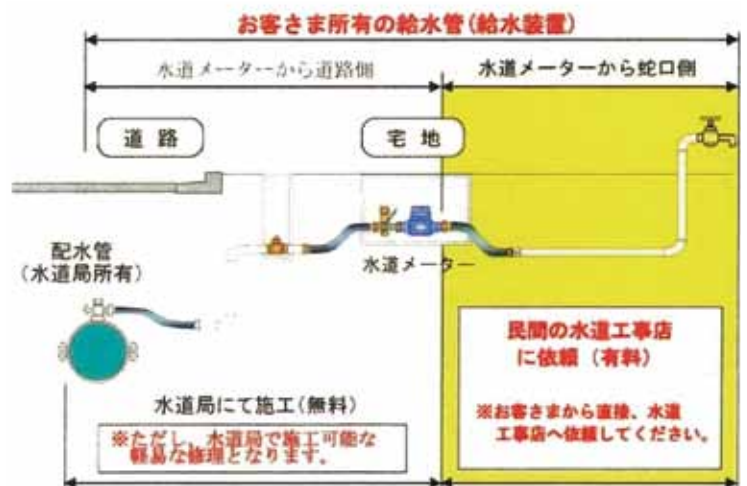 お客さま所有の給水管(給水装置)
水道メーターから道路側
水道メーターから蛇口側
道路
宅地
配水管
(水道局所有)
水道メーター
民間の水道工事店
に依頼(有料)
※お客さまから直接、水道
工事店へ依頼してください。
水道局にて施工(無料)
※ただし、水道局で施工可能な
軽易な修理となります。